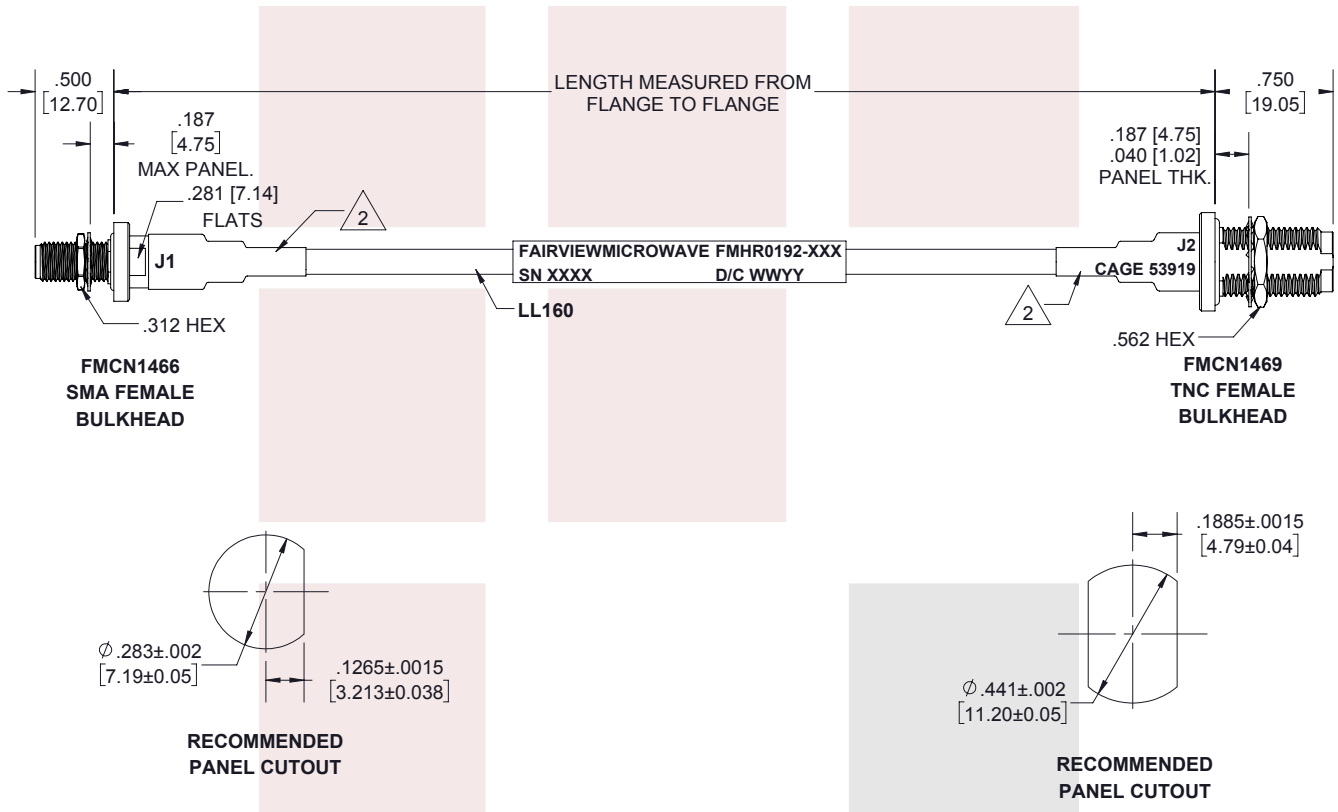 .500
[12.70]
LENGTH MEASURED FROM
FLANGE TO FLANGE
.750
[19.05]
.187
[4.75]
MAX PANEL.
.187 [4.75]
.040 [1.02]
PANEL THK.
.281 [7.14]
FLATS
2
J1
FAIRVIEWMICROWAVE FMHR0192-XXX
SN XXXX D/C WWYY
J2
CAGE 53919
LL160
2
.312 HEX
.562 HEX
FMCN1466
SMA FEMALE
BULKHEAD
FMCN1469
TNC FEMALE
BULKHEAD
.1885±.0015
[4.79±0.04]
Ø .283±.002
[7.19±0.05]
.1265±.0015
[3.213±0.038]
Ø .441±.002
[11.20±0.05]
RECOMMENDED
PANEL CUTOUT
RECOMMENDED
PANEL CUTOUT